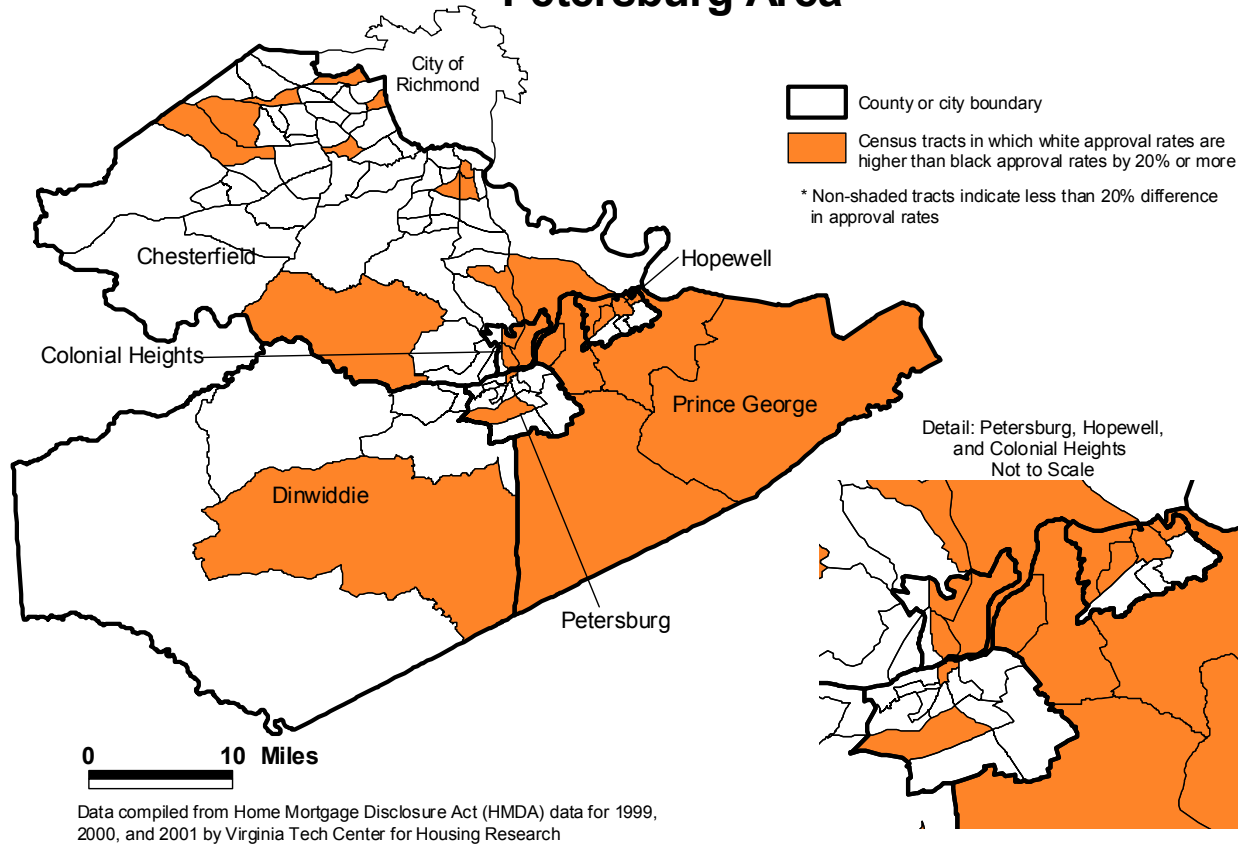 Petersburg Area
City of
Richmond
County or city boundary
Census tracts in which white approval rates are
higher than black approval rates by 20% or more
* Non-shaded tracts indicate less than 20% difference
in approval rates
Chesterfield
Hopewell
Colonial Heights
Prince George
Detail: Petersburg, Hopewell,
and Colonial Heights
Not to Scale
Dinwiddie
Petersburg
0 10 Miles
Data compiled from Home Mortgage Disclosure Act (HMDA) data for 1999,
2000, and 2001 by Virginia Tech Center for Housing Research